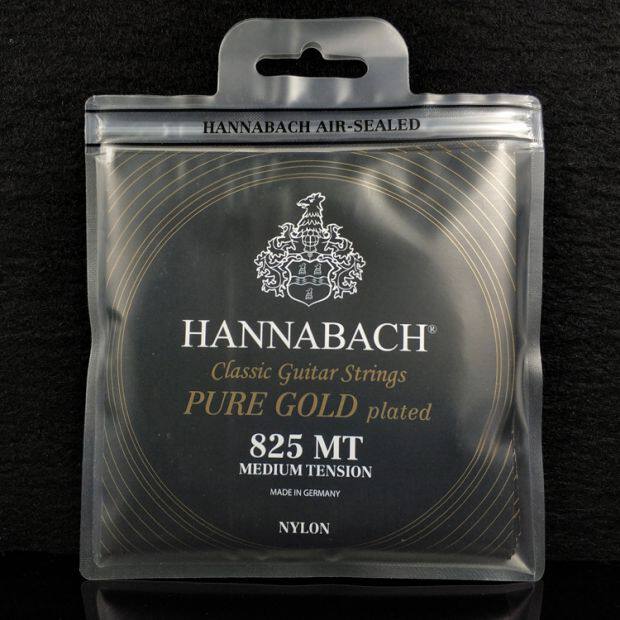 HANNABACH AIR-SEALED
HANNABACH®
Classic Guitar Strings
PURE GOLD plated
825 MT
MEDIUM TENSION
MADE IN GERMANY
NYLON